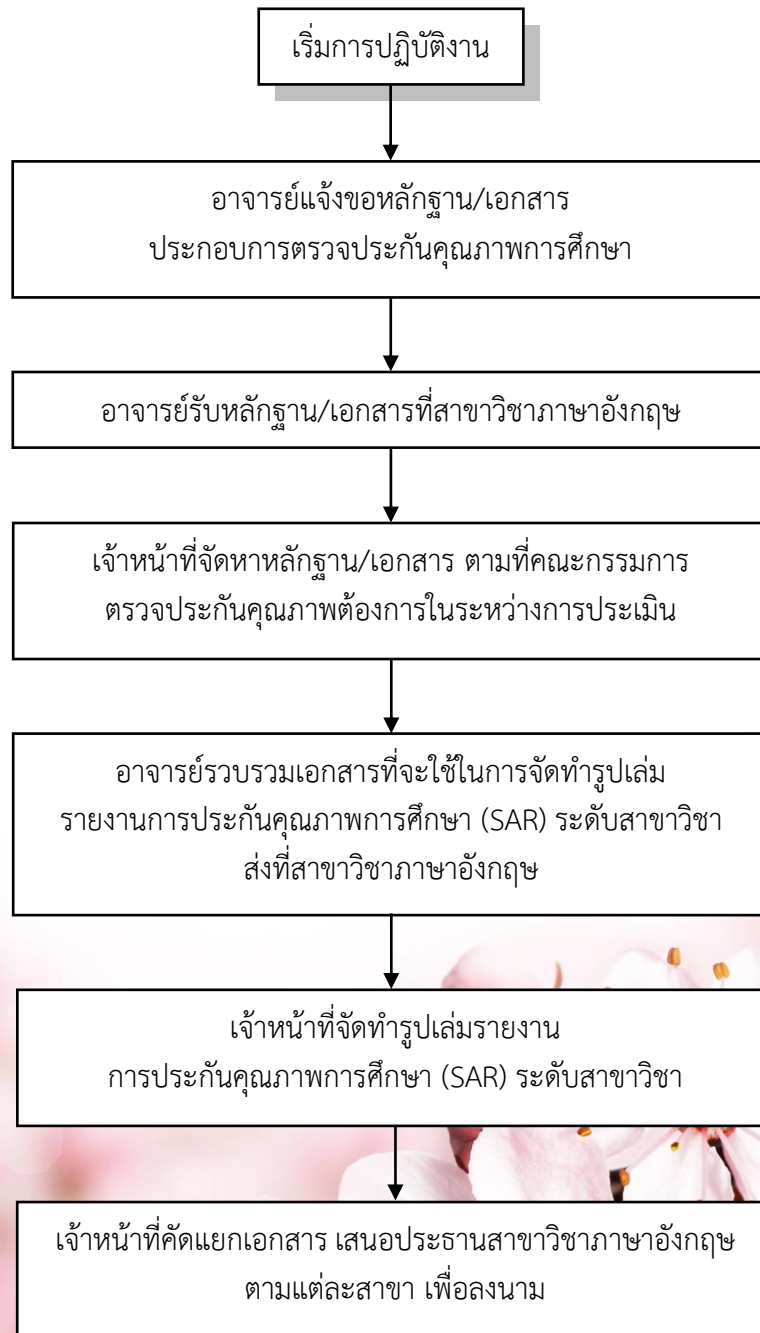 เริ่มการปฏิบัติงาน
อาจารย์แจ้งขอหลักฐาน/เอกสาร
ประกอบการตรวจประกันคุณภาพการศึกษา
อาจารย์รับหลักฐาน/เอกสารที่สาขาวิชาภาษาอังกฤษ
เจ้าหน้าที่จัดหาหลักฐาน/เอกสาร ตามที่คณะกรรมการ
ตรวจประกันคุณภาพต้องการในระหว่างการประเมิน
อาจารย์รวบรวมเอกสารที่จะใช้ในการจัดทำรูปเล่ม
รายงานการประกันคุณภาพการศึกษา (SAR) ระดับสาขาวิชา
ส่งที่สาขาวิชาภาษาอังกฤษ
เจ้าหน้าที่จัดทำรูปเล่มรายงาน
การประกันคุณภาพการศึกษา (SAR) ระดับสาขาวิชา
เจ้าหน้าที่คัดแยกเอกสาร เสนอประธานสาขาวิชาภาษาอังกฤษ
ตามแต่ละสาขา เพื่อลงนาม